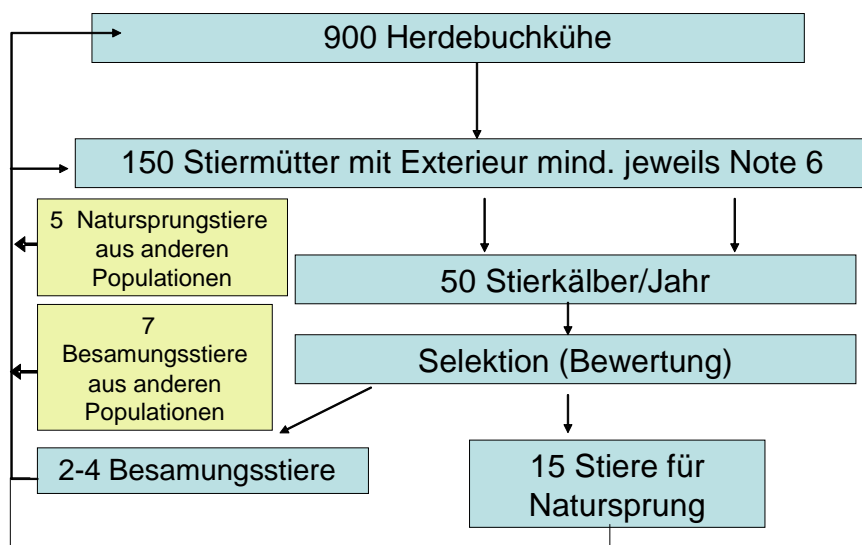 900 Herdebuchkühe
150 Stiermütter mit Exterieur mind. jeweils Note 6
5 Natursprungstiere
aus anderen
Populationen
50 Stierkälber/Jahr
7
Besamungsstiere
aus anderen
Populationen
Selektion (Bewertung)
2-4 Besamungsstiere
15 Stiere für
Natursprung